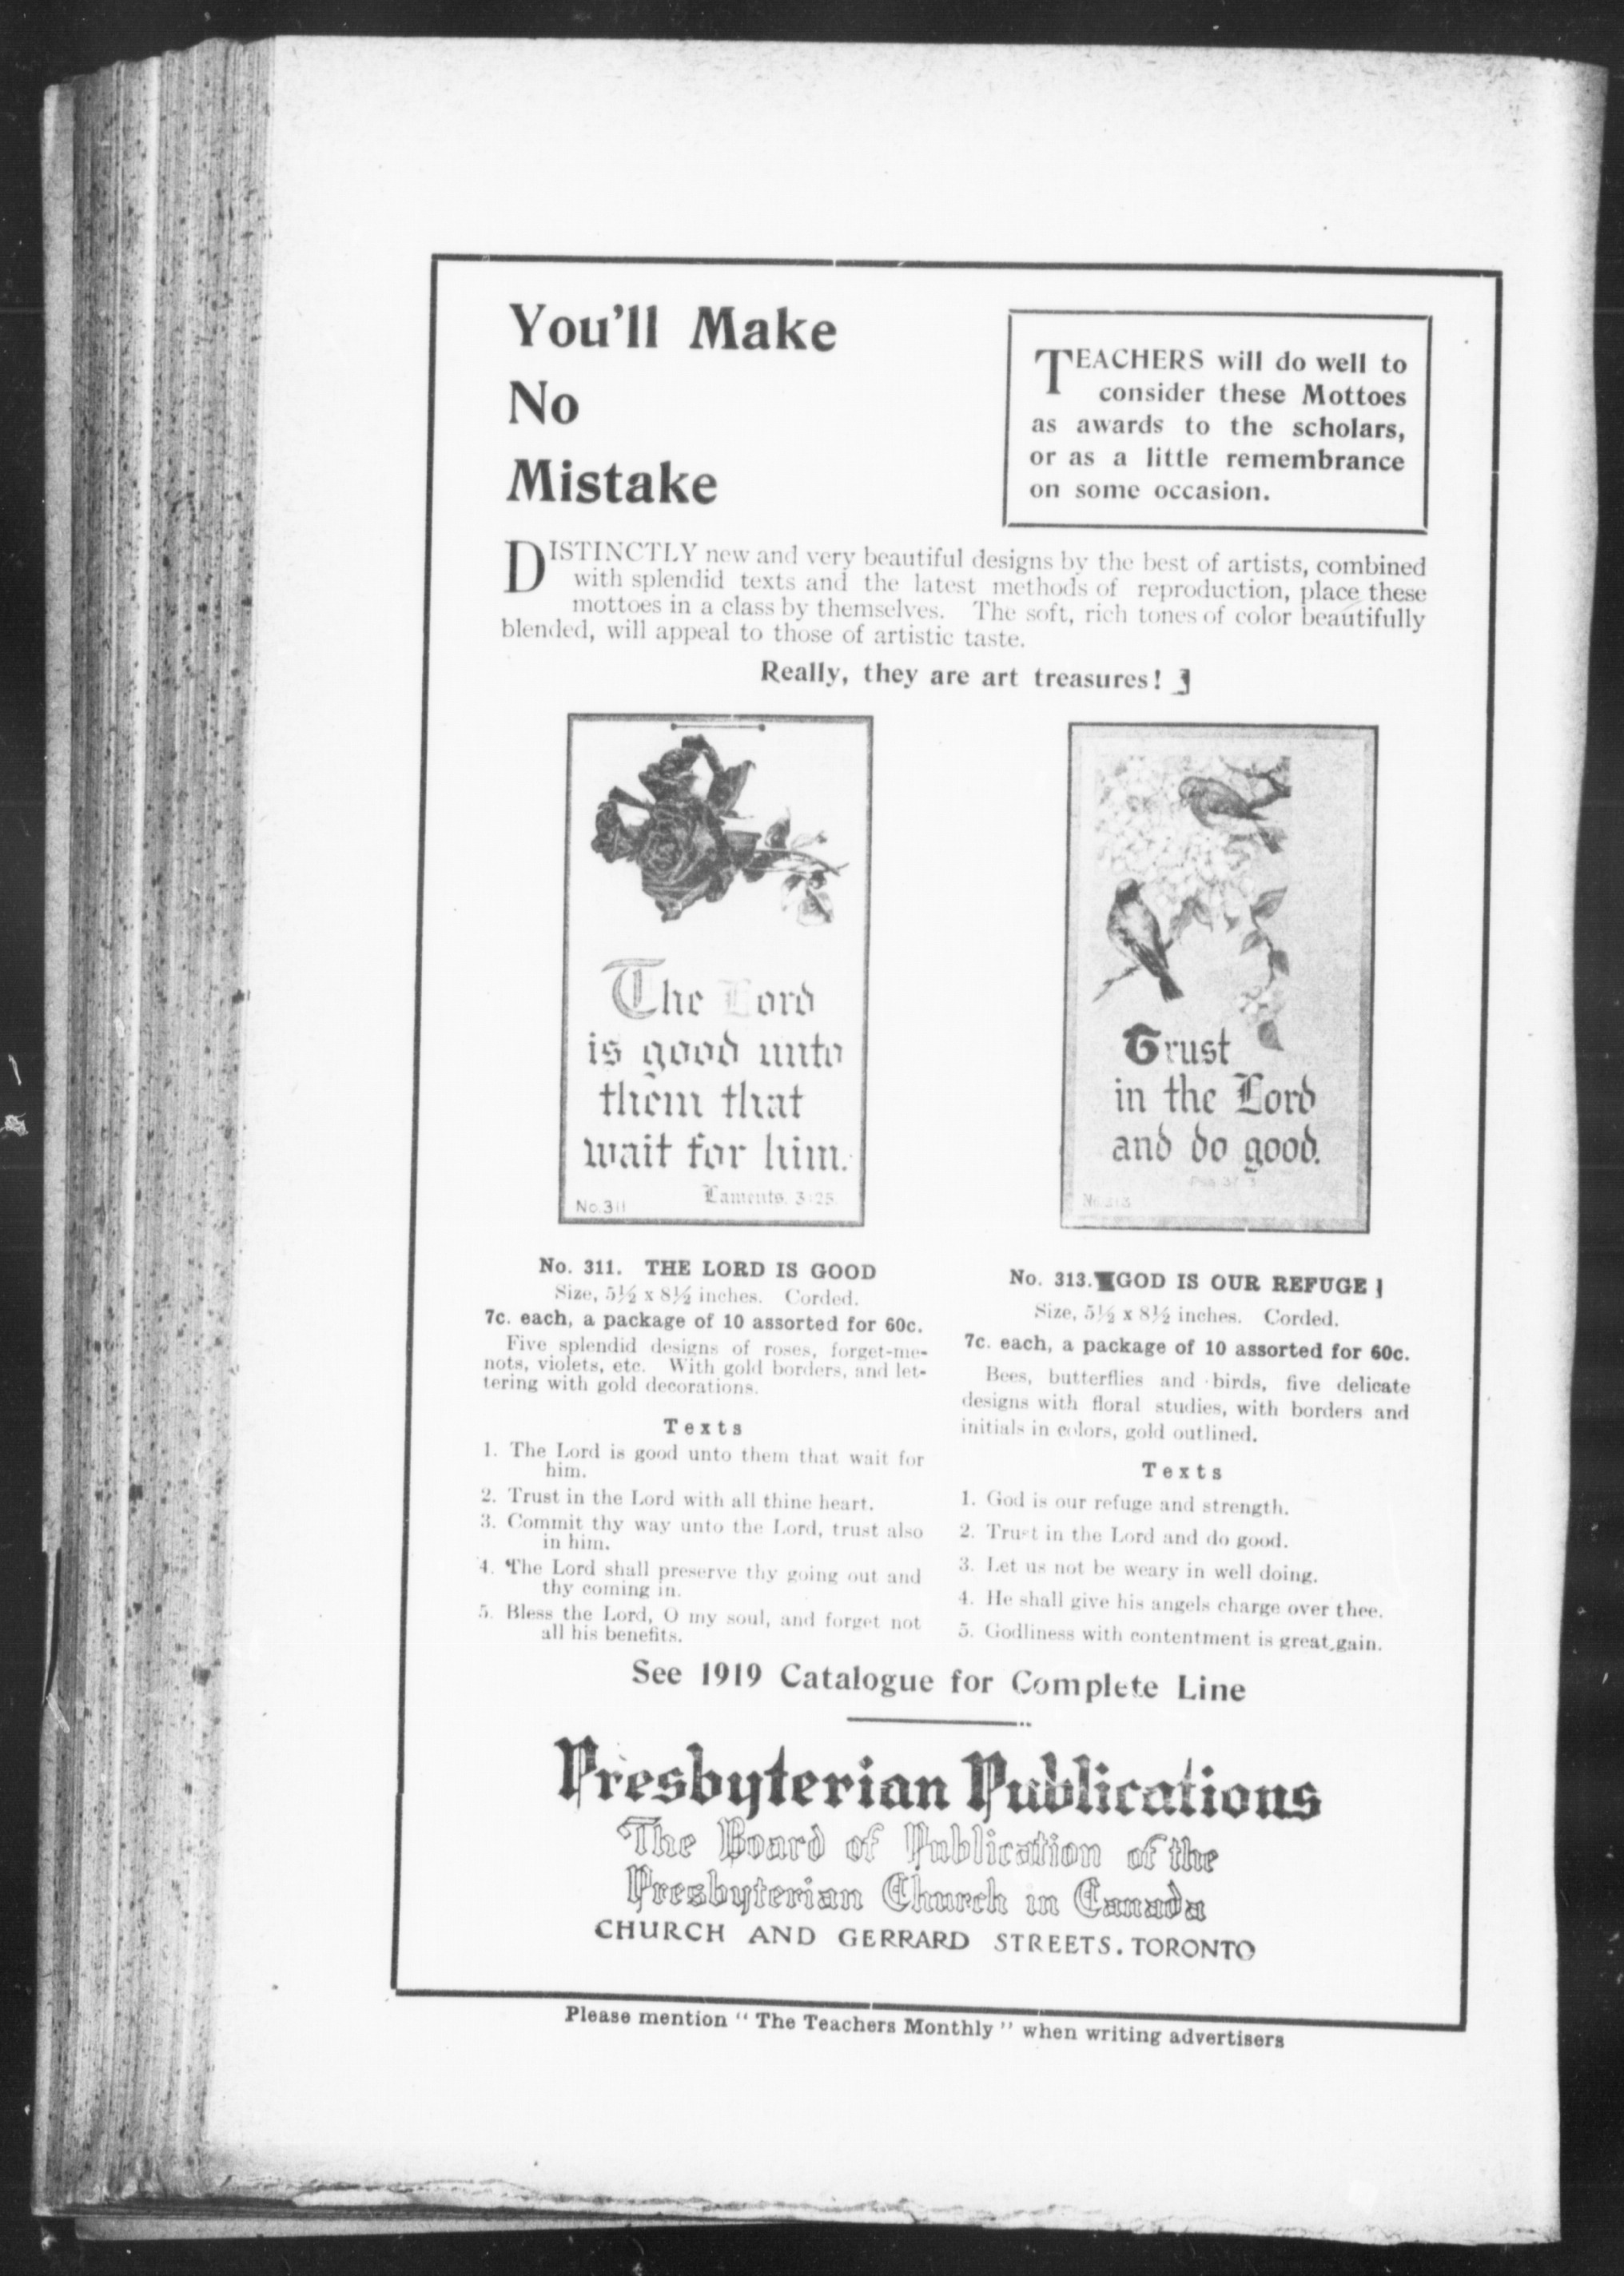 You'll Make
No
Mistake
TEACHERS will do well to
consider these Mottoes
as awards to the scholars,
or as a little remembrance
on some occasion.
DISTINCTLY new and very beautiful designs by the best of artists, combined
with splendid texts and the latest methods of reproduction, place these
mottoes in a class by themselves. The soft, rich tones of color beautifully
blended, will appeal to those of artistic taste.
Really, they are art treasures!
The Lord
is good unto
them that
wait for him.
Laments. 3:25.
No. 311
Trust
in the Lord
and do good.
Psa. 37. 3
No. 313
No. 311. THE LORD IS GOOD
Size, 5½ x 8½ inches. Corded.
7c. each, a package of 10 assorted for 60c.
Five splendid designs of roses, forget-me-
nots, violets, etc. With gold borders, and let-
tering with gold decorations.
Texts
1. The Lord is good unto them that wait for
him.
2. Trust in the Lord with all thine heart.
3. Commit thy way unto the Lord, trust also
in him.
4. The Lord shall preserve thy going out and
thy coming in.
5. Bless the Lord, O my soul, and forget not
all his benefits.
No. 313. GOD IS OUR REFUGE
Size, 5½ x 8½ inches. Corded.
7c. each, a package of 10 assorted for 60c.
Bees, butterflies and birds, five delicate
designs with floral studies, with borders and
initials in colors, gold outlined.
Texts
1. God is our refuge and strength.
2. Trust in the Lord and do good.
3. Let us not be weary in well doing.
4. He shall give his angels charge over thee.
5. Godliness with contentment is great gain.
See 1919 Catalogue for Complete Line
Presbyterian Publications
The Board of Publication of the
Presbyterian Church in Canada
CHURCH AND GERRARD STREETS. TORONTO
Please mention " The Teachers Monthly " when writing advertisers